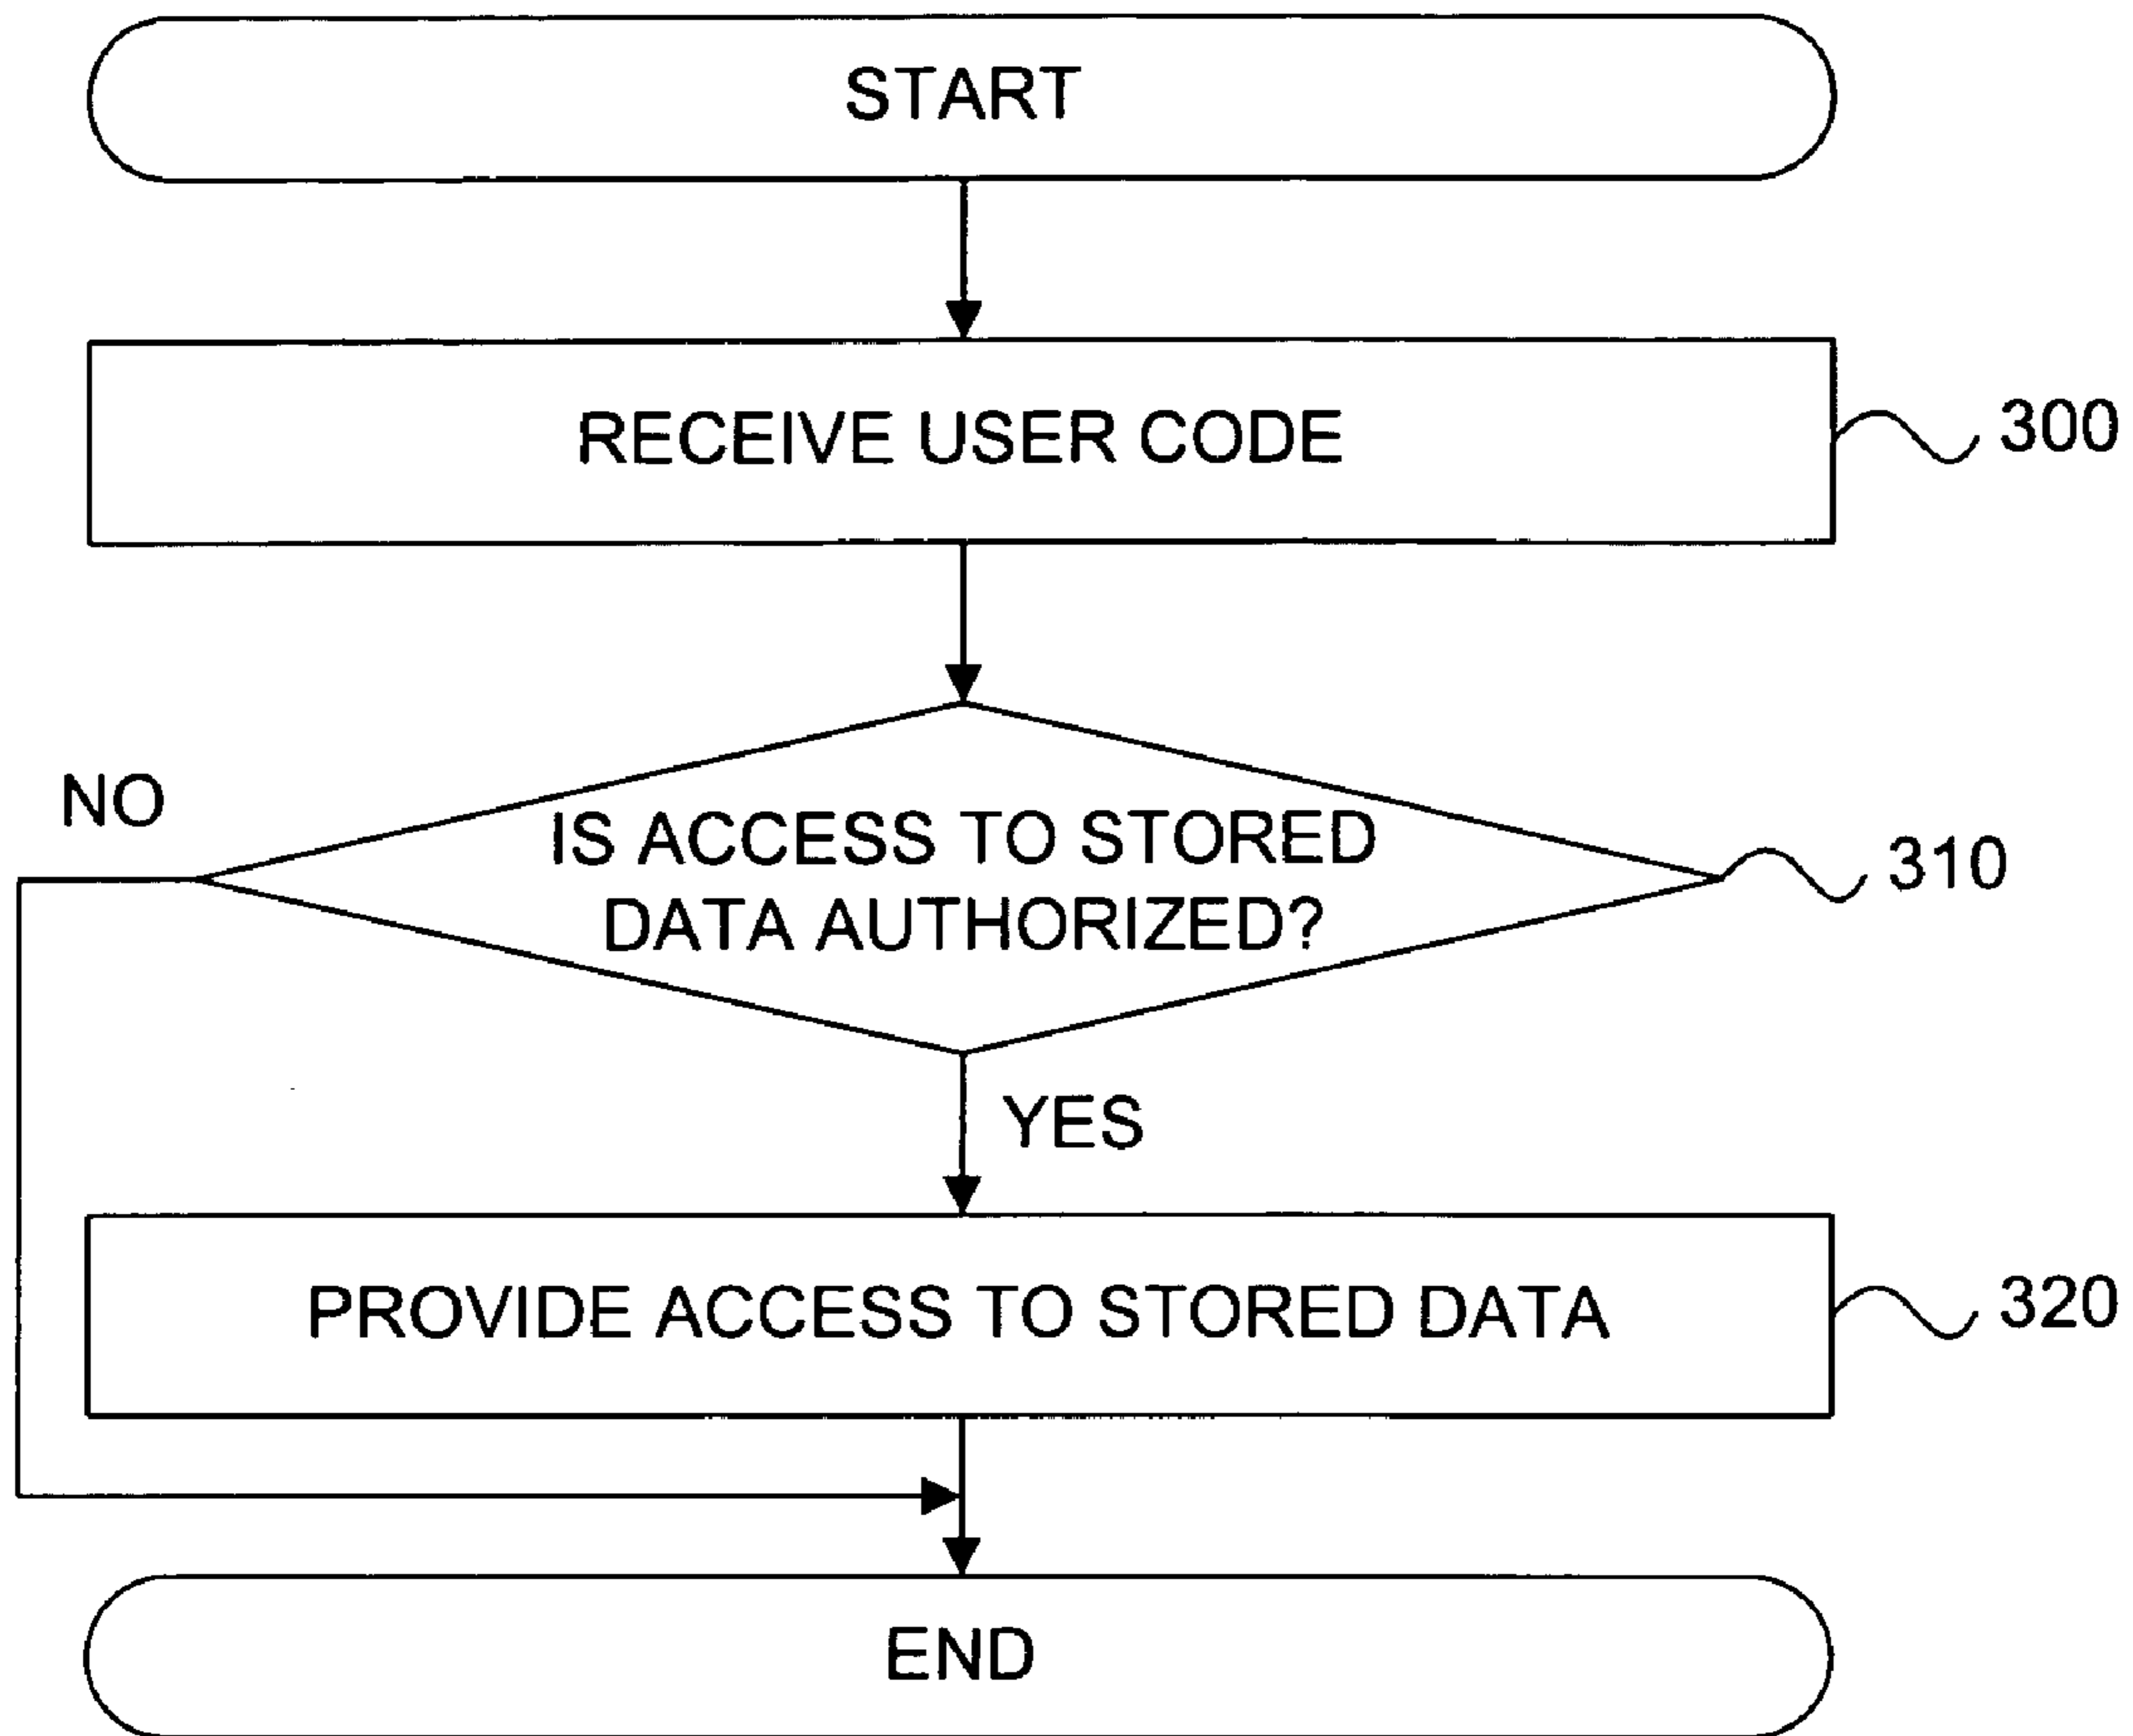 START
RECEIVE USER CODE
300
NO
IS ACCESS TO STORED
DATA AUTHORIZED?
310
YES
PROVIDE ACCESS TO STORED DATA
320
END